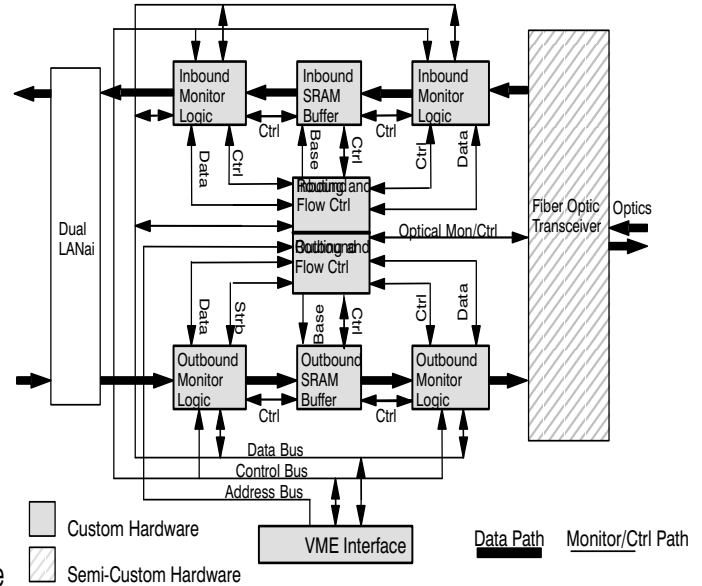 Inbound
Monitor
Logic
Inbound
SRAM
Buffer
Inbound
Monitor
Logic
Ctrl
Ctrl
Data
Ctrl
Base
Ctrl
Ctrl
Data
and
Flow Ctrl
Dual
LANai
Fiber Optic
Transceiver
Optics
Optical Mon/Ctrl
and
Flow Ctrl
Data
Strb
Base
Ctrl
Ctrl
Data
Outbound
Monitor
Logic
Outbound
SRAM
Buffer
Outbound
Monitor
Logic
Ctrl
Ctrl
Data Bus
Control Bus
Address Bus
Custom Hardware
VME Interface
Data Path
Monitor/Ctrl Path
e
Semi-Custom Hardware